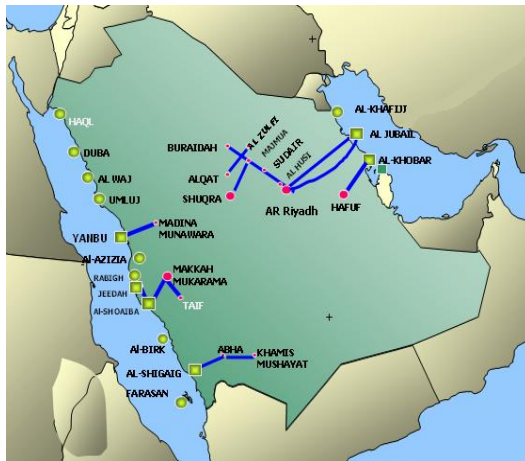 AL-KHAFIJJ
HAQL
AL JUBAIL
AL ZULFI
MAJMUA
BURAIDAH
SUDAIR
DUBA
AL-KHOBAR
AL HUSI
ALQAT
AL WAJ
SHUQRA
UMLUJ
AR Riyadh
HAFUF
MADINA
MUNAWARA
YANBU
Al-AZIZIA
MAKKAH
MUKARAMA
RABIGH
JEEDAH
TAIF
Al-SHOAIBA
Al-BIRK
ABHA
KHAMIS
MUSHAYAT
AL-SHIGAIG
FARASAN